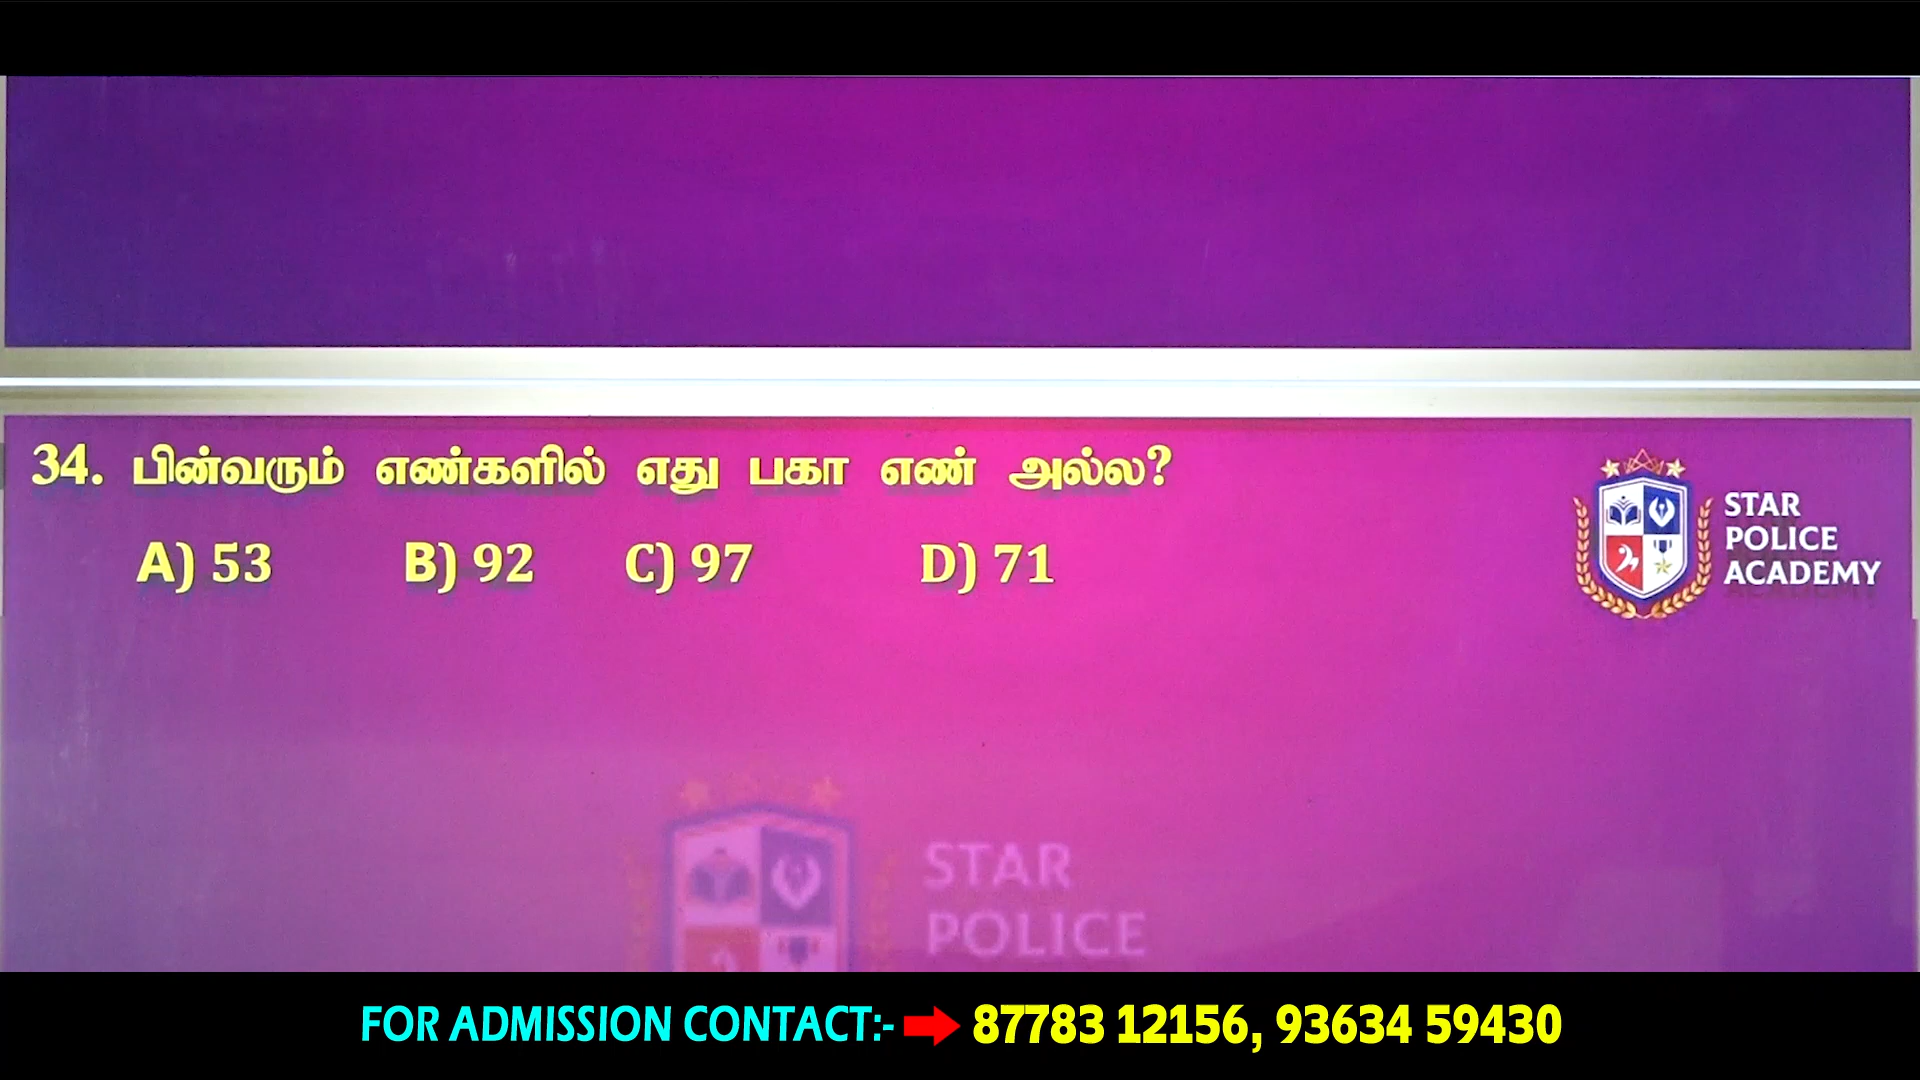 34. பின்வரும் எண்களில் எது பகா எண் அல்ல?
A) 53 B) 92 C) 97 D) 71
STAR
POLICE
ACADEMY
STAR
POLICE
FOR ADMISSION CONTACT:- 87783 12156, 93634 59430